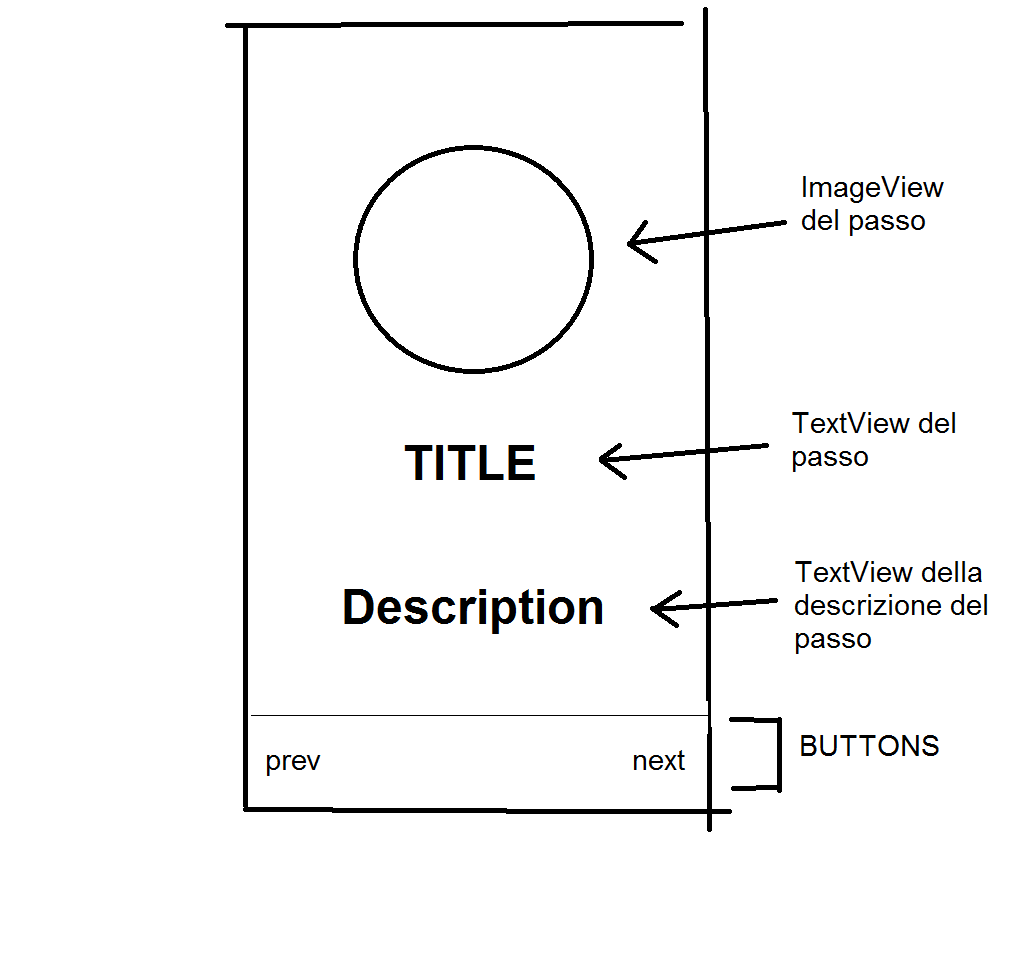 ImageView
del passo
TITLE
TextView del
passo
Description
TextView della
descrizione del
passo
prev
next
BUTTONS